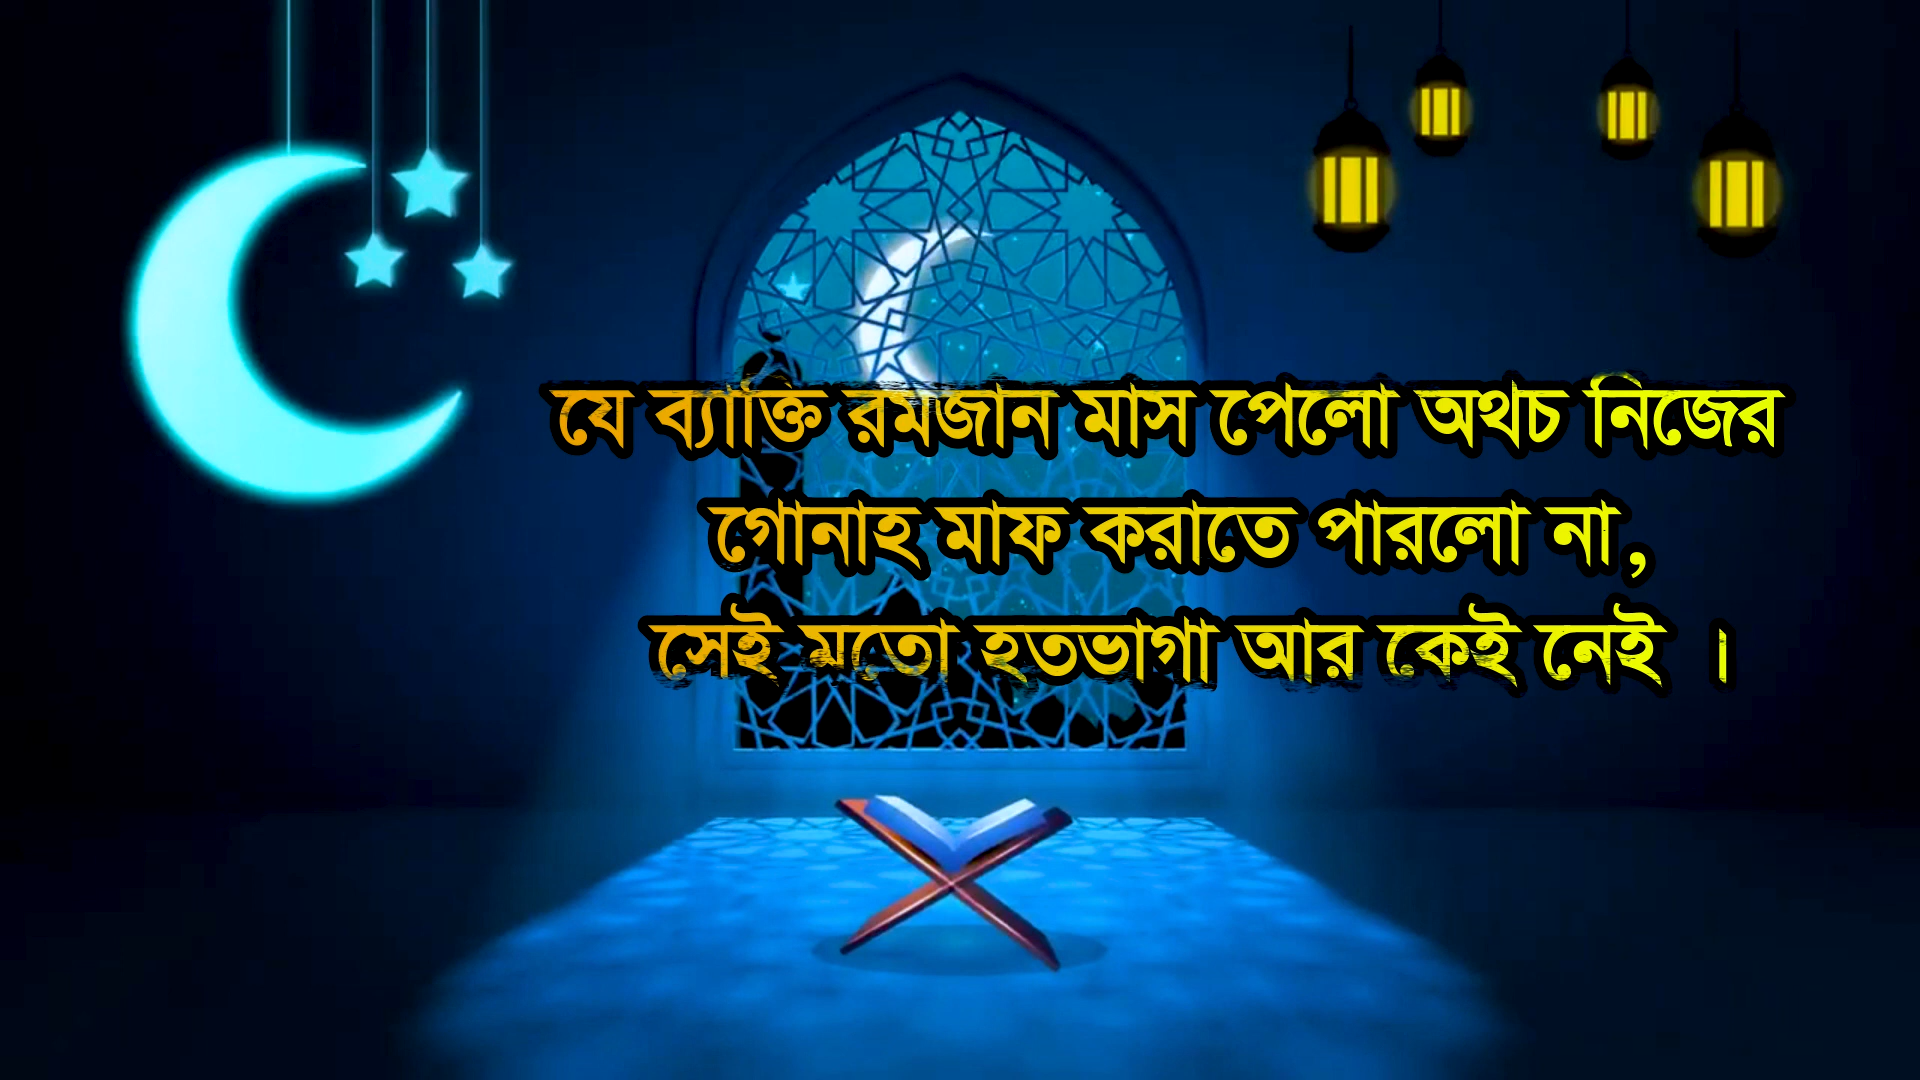 যে ব্যাক্তি রমজান মাস পেলো অথচ নিজের
গোনাহ মাফ করাতে পারলো না,
সেই মতো হতভাগা আর কেই নেই ।